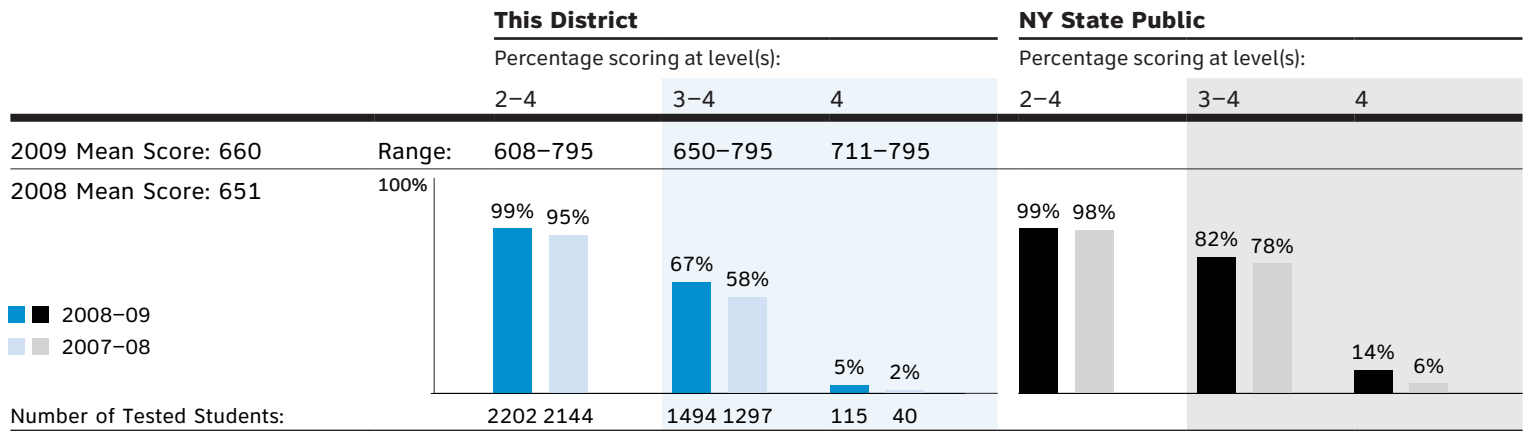 This District NY State Public
Percentage scoring at level(s): Percentage scoring at level(s):
2–4 3–4 4 2–4 3–4 4
2009 Mean Score: 660 Range: 608–795 650–795 711–795
2008 Mean Score: 651 100%
99% 95% 67% 58% 5% 2% 99% 98% 82% 78% 14% 6%
2008–09
2007–08
Number of Tested Students: 2202 2144 1494 1297 115 40